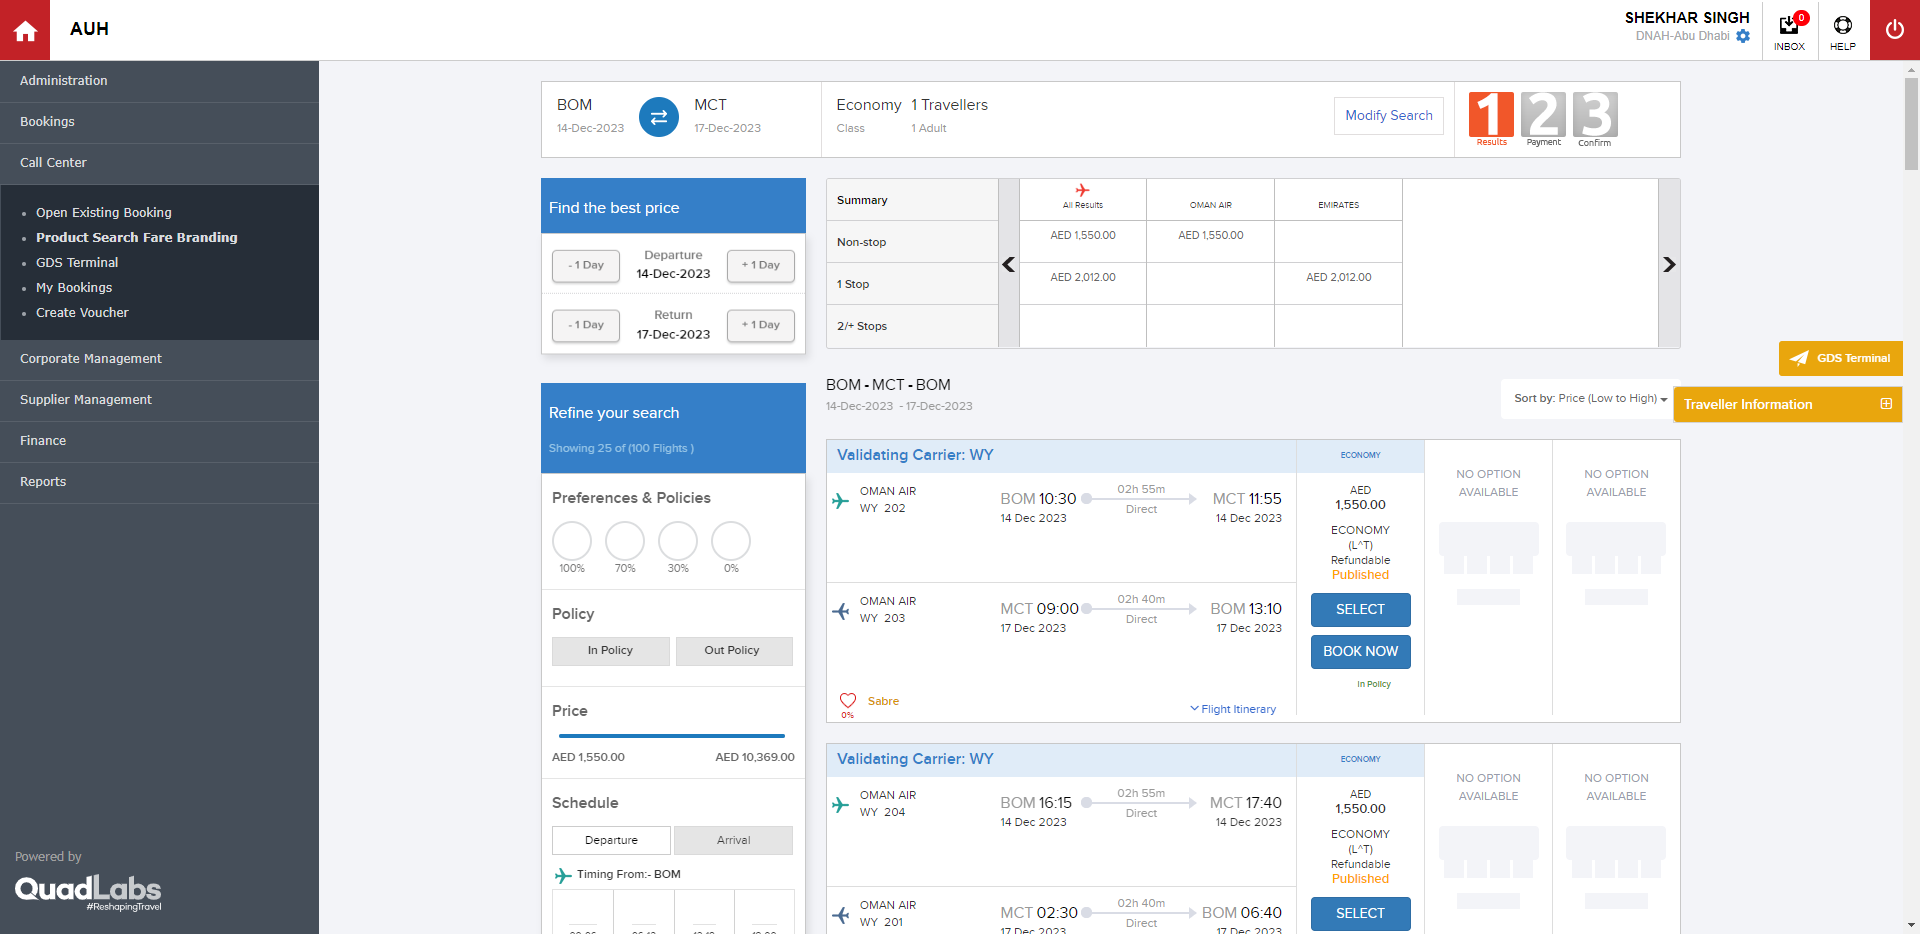 AUH
SHEKHAR SINGH
DNAH-Abu Dhabi
0
INBOX
HELP
Administration
Bookings
Call Center
Open Existing Booking
Product Search Fare Branding
GDS Terminal
My Bookings
Create Voucher
Corporate Management
Supplier Management
Finance
Reports
Powered by
QuadLabs
#ReshapingTravel
BOM
14-Dec-2023
MCT
17-Dec-2023
Economy
Class
1 Travellers
1 Adult
Modify Search
1
Results
2
Payment
3
Confirm
Find the best price
- 1 Day
Departure
14-Dec-2023
+ 1 Day
- 1 Day
Return
17-Dec-2023
+ 1 Day
Summary
All Results
OMAN AIR
EMIRATES
Non-stop
AED 1,550.00
AED 1,550.00
1 Stop
AED 2,012.00
AED 2,012.00
2/+ Stops
GDS Terminal
Traveller Information
BOM - MCT - BOM
14-Dec-2023 - 17-Dec-2023
Sort by: Price (Low to High)
Refine your search
Showing 25 of (100 Flights )
Preferences & Policies
100% 70% 30% 0%
Policy
In Policy
Out Policy
Price
AED 1,550.00
AED 10,369.00
Schedule
Departure
Arrival
Timing From:- BOM
Validating Carrier: WY
ECONOMY
OMAN AIR
WY 202
BOM 10:30
14 Dec 2023
02h 55m
Direct
MCT 11:55
14 Dec 2023
OMAN AIR
WY 203
MCT 09:00
17 Dec 2023
02h 40m
Direct
BOM 13:10
17 Dec 2023
0%
Sabre
Flight Itinerary
AED
1,550.00
ECONOMY
(L^T)
Refundable
Published
SELECT
BOOK NOW
In Policy
NO OPTION
AVAILABLE
NO OPTION
AVAILABLE
Validating Carrier: WY
ECONOMY
OMAN AIR
WY 204
BOM 16:15
14 Dec 2023
02h 55m
Direct
MCT 17:40
14 Dec 2023
OMAN AIR
WY 201
MCT 02:30
17 Dec 2023
02h 40m
Direct
BOM 06:40
17 Dec 2023
AED
1,550.00
ECONOMY
(L^T)
Refundable
Published
SELECT
NO OPTION
AVAILABLE
NO OPTION
AVAILABLE